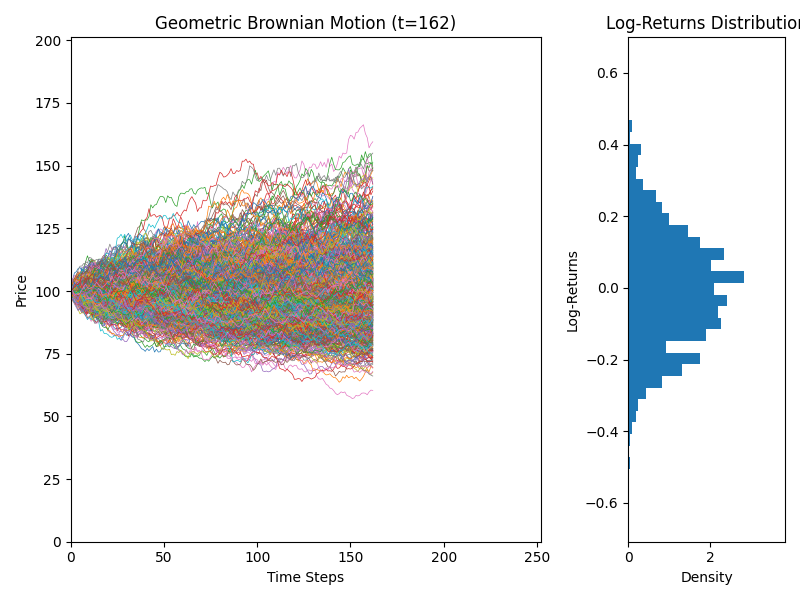 Geometric Brownian Motion (t=162)
200
175
150
125
100
75
50
25
0
Price
0 50 100 150 200 250
Time Steps
Log-Returns Distribution
0.6
0.4
0.2
0.0
−0.2
−0.4
−0.6
Log-Returns
0 2
Density